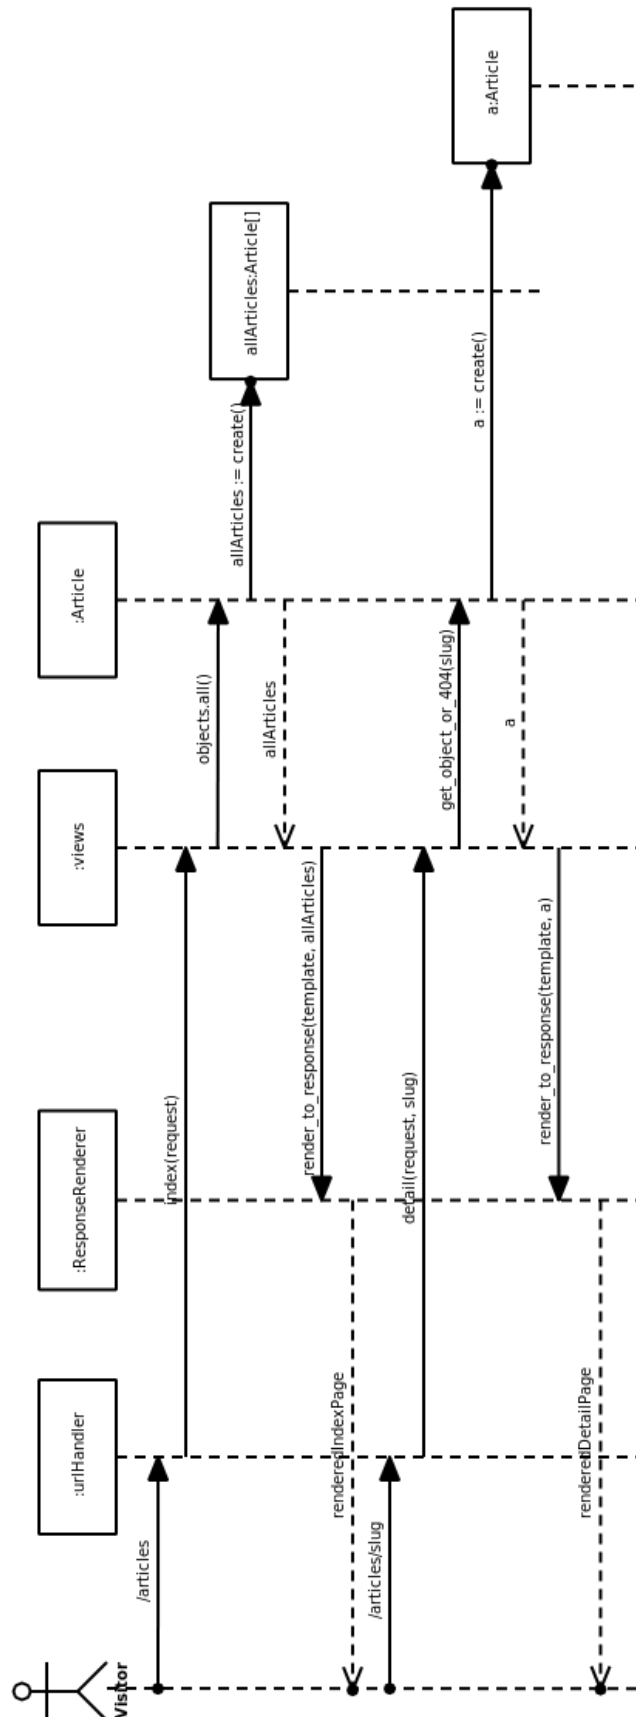 Visitor
:urlHandler
:ResponseRenderer
:views
:Article
/articles
index(request)
objects.all()
allArticles := create()
allArticles:Article[]
allArticles
render_to_response(template, allArticles)
renderedIndexPage
/articles/slug
detail(request, slug)
get_object_or_404(slug)
a := create()
a:Article
a
render_to_response(template, a)
renderedDetailPage